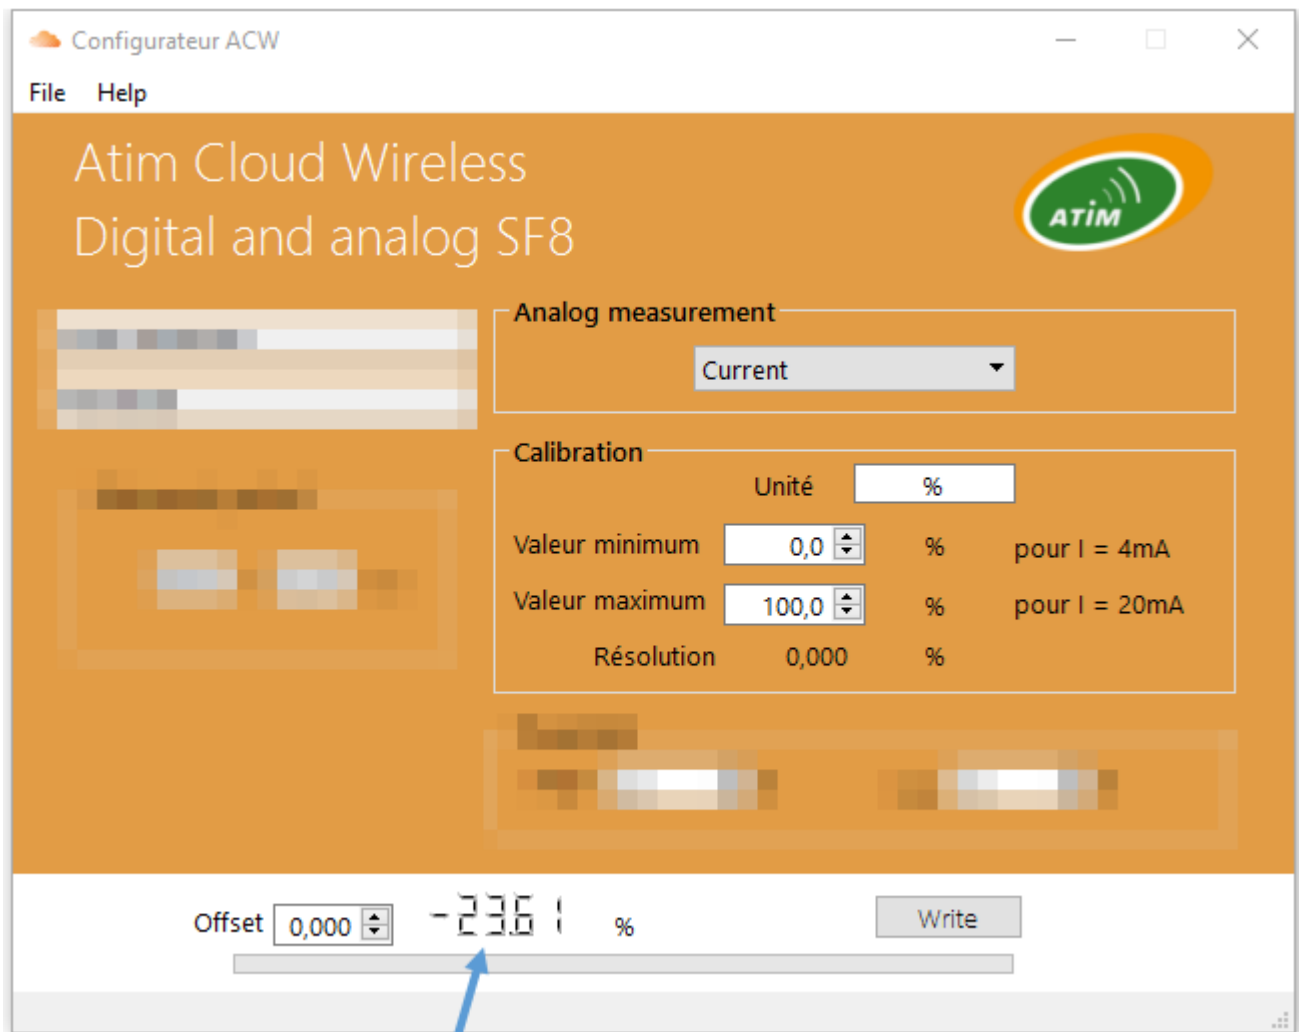 Configurateur ACW
File Help
Atim Cloud Wireless
Digital and analog SF8
ATiM
Analog measurement
Current
Calibration
Unité %
Valeur minimum 0,0 % pour I = 4mA
Valeur maximum 100,0 % pour I = 20mA
Résolution 0,000 %
Offset 0,000 -23.61 % Write